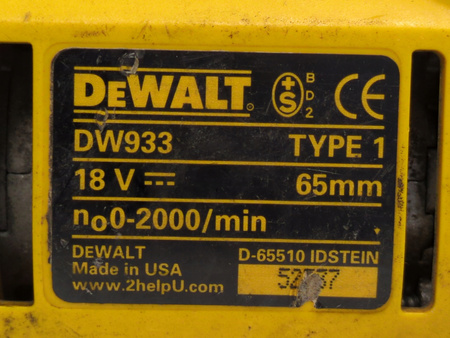 DEWALT
+
S
B
D
2
CE
DW933 TYPE 1
18 V 65mm
no0-2000/min
DEWALT D-65510 IDSTEIN
Made in USA
www.2helpU.com